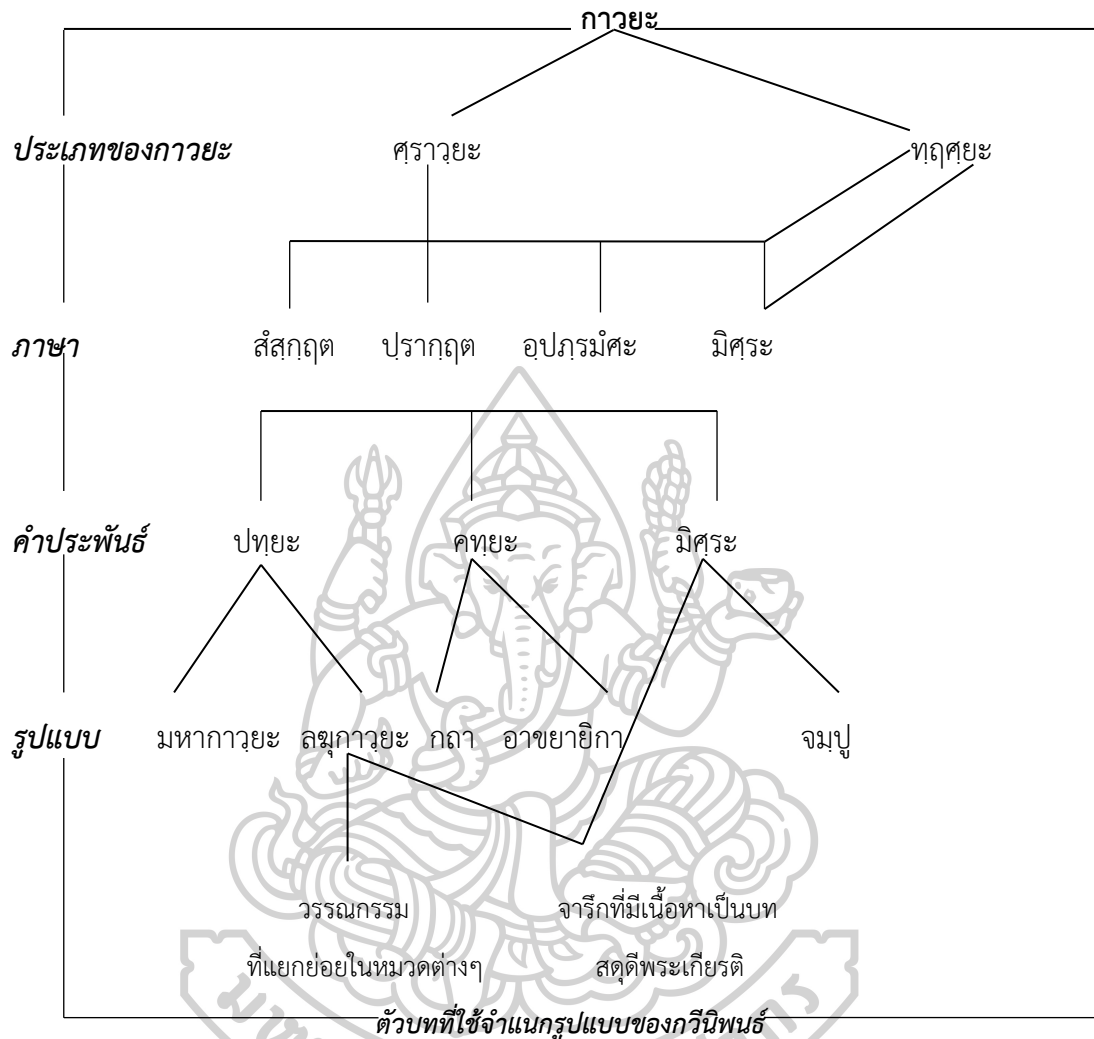 กาวยะ
ประเภทของกาวยะ ศฺราวฺยะ ทฺฤศฺยะ
ภาษา สํสฺกฺฤต ปฺรากฺฤต อฺปภฺรมํศะ มิศฺระ
คำประพันธ์ ปทฺยะ คทฺยะ มิศฺระ
รูปแบบ มหากาวฺยะ ลฆุกาวฺยะ กถา อาขยายิกา จมฺปู
วรรณกรรม จารึกที่มีเนื้อหาเป็นบท
ที่แยกย่อยในหมวดต่างๆ สดุดีพระเกียรติ
ตัวบทที่ใช้จำแนกรูปแบบของกวีนิพนธ์